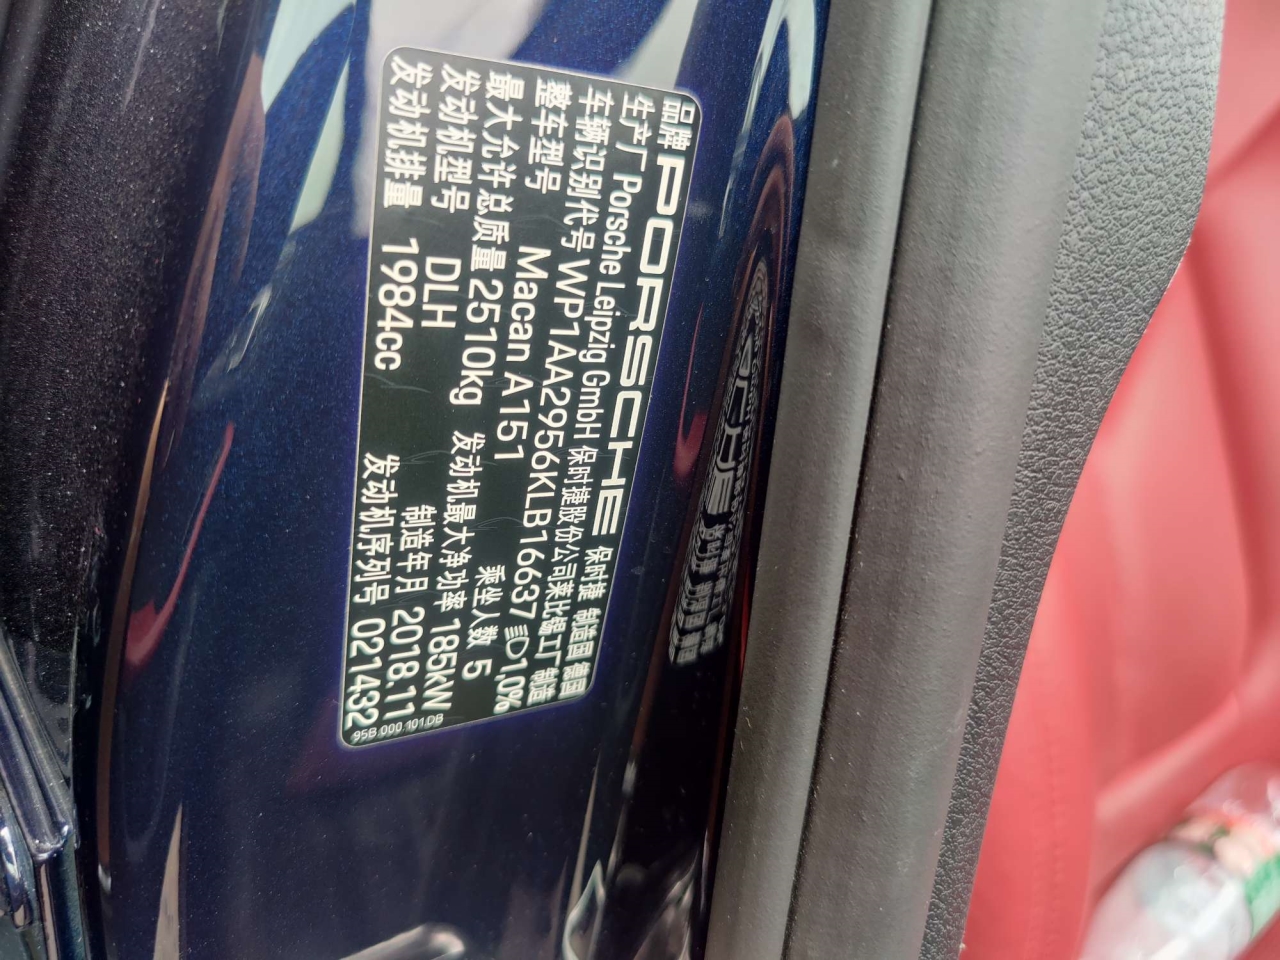 品牌 PORSCHE 保时捷 制造国 德国
生产厂 Porsche Leipzig GmbH 保时捷股份公司莱比锡工厂 制造
车辆识别代号 WP1AA2956KLB16637 1,0%
整车型号 Macan A151
最大允许总质量 2510kg 乘坐人数 5
发动机型号 DLH 发动机最大净功率 185kW
制造年月 2018.11
发动机排量 1984cc 发动机序列号 021432
95B.000.101.DB